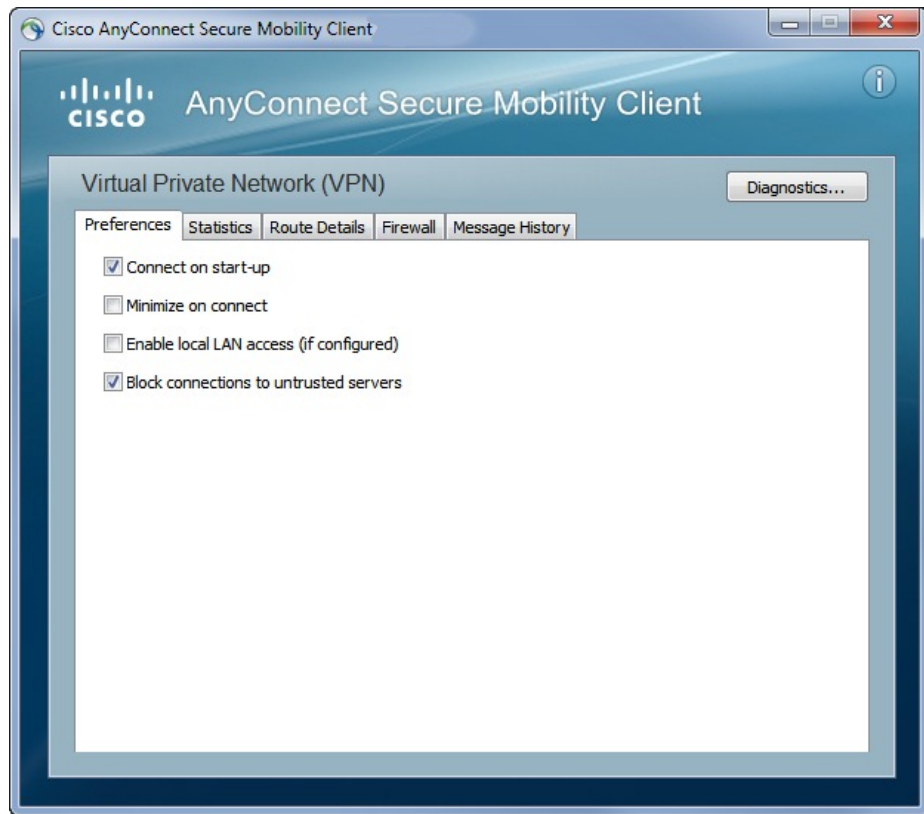 Cisco AnyConnect Secure Mobility Client
CISCO
AnyConnect Secure Mobility Client
Virtual Private Network (VPN)
Diagnostics...
Preferences Statistics Route Details Firewall Message History
Connect on start-up
Minimize on connect
Enable local LAN access (if configured)
Block connections to untrusted servers